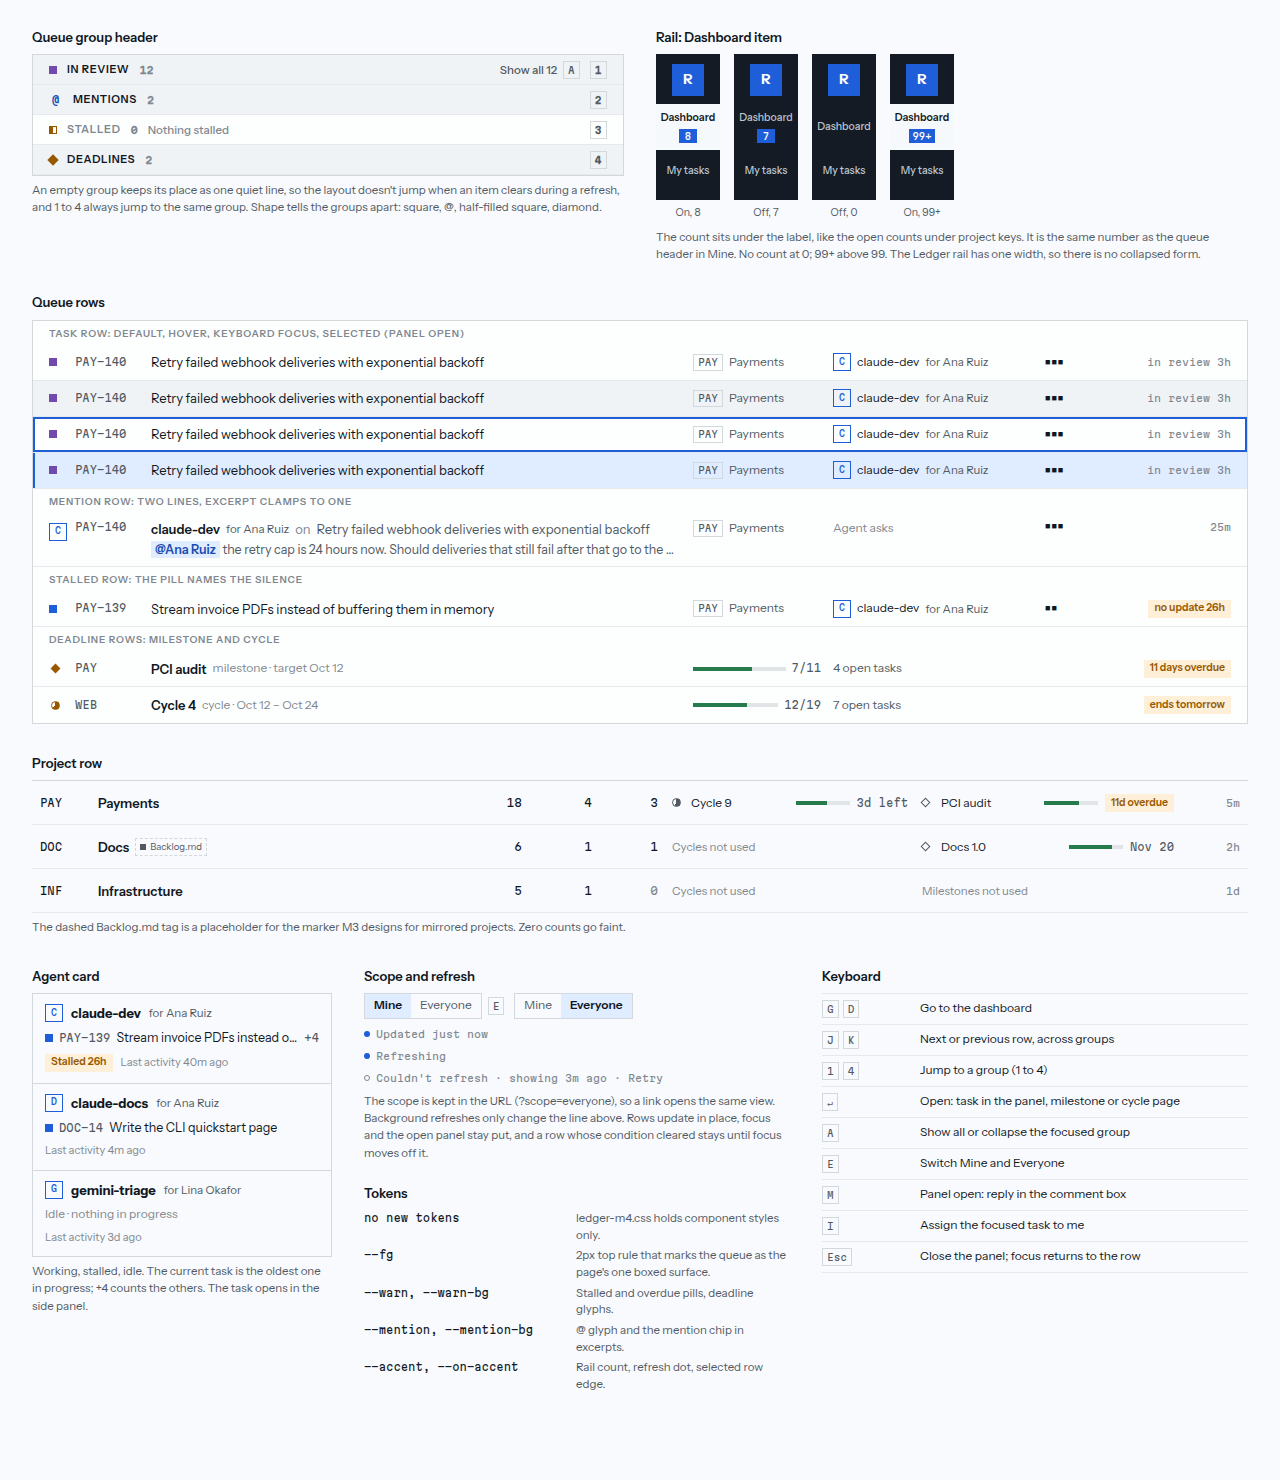 Queue group header
IN REVIEW 12 Show all 12 A 1
@ MENTIONS 2 2
STALLED 0 Nothing stalled 3
DEADLINES 2 4
An empty group keeps its place as one quiet line, so the layout doesn't jump when an item clears during a refresh,
and 1 to 4 always jump to the same group. Shape tells the groups apart: square, @, half-filled square, diamond.
Rail: Dashboard item
R R R R
Dashboard Dashboard Dashboard Dashboard
8 7 99+
My tasks My tasks My tasks My tasks
On, 8 Off, 7 Off, 0 On, 99+
The count sits under the label, like the open counts under project keys. It is the same number as the queue
header in Mine. No count at 0; 99+ above 99. The Ledger rail has one width, so there is no collapsed form.
Queue rows
TASK ROW: DEFAULT, HOVER, KEYBOARD FOCUS, SELECTED (PANEL OPEN)
PAY-140 Retry failed webhook deliveries with exponential backoff PAY Payments C claude-dev for Ana Ruiz in review 3h
PAY-140 Retry failed webhook deliveries with exponential backoff PAY Payments C claude-dev for Ana Ruiz in review 3h
PAY-140 Retry failed webhook deliveries with exponential backoff PAY Payments C claude-dev for Ana Ruiz in review 3h
PAY-140 Retry failed webhook deliveries with exponential backoff PAY Payments C claude-dev for Ana Ruiz in review 3h
MENTION ROW: TWO LINES, EXCERPT CLAMPS TO ONE
C PAY-140 claude-dev for Ana Ruiz on Retry failed webhook deliveries with exponential backoff PAY Payments Agent asks 25m
@Ana Ruiz the retry cap is 24 hours now. Should deliveries that still fail after that go to the …
STALLED ROW: THE PILL NAMES THE SILENCE
PAY-139 Stream invoice PDFs instead of buffering them in memory PAY Payments C claude-dev for Ana Ruiz no update 26h
DEADLINE ROWS: MILESTONE AND CYCLE
PAY PCI audit milestone · target Oct 12 7/11 4 open tasks 11 days overdue
WEB Cycle 4 cycle · Oct 12 – Oct 24 12/19 7 open tasks ends tomorrow
Project row
PAY Payments 18 4 3 Cycle 9 3d left PCI audit 11d overdue 5m
DOC Docs Backlog.md 6 1 1 Cycles not used Docs 1.0 Nov 20 2h
INF Infrastructure 5 1 0 Cycles not used Milestones not used 1d
The dashed Backlog.md tag is a placeholder for the marker M3 designs for mirrored projects. Zero counts go faint.
Agent card
C claude-dev for Ana Ruiz
PAY-139 Stream invoice PDFs instead o… +4
Stalled 26h Last activity 40m ago
D claude-docs for Ana Ruiz
DOC-14 Write the CLI quickstart page
Last activity 4m ago
G gemini-triage for Lina Okafor
Idle · nothing in progress
Last activity 3d ago
Working, stalled, idle. The current task is the oldest one
in progress; +4 counts the others. The task opens in the
side panel.
Scope and refresh
Mine Everyone E Mine Everyone
Updated just now
Refreshing
Couldn't refresh · showing 3m ago · Retry
The scope is kept in the URL (?scope=everyone), so a link opens the same view.
Background refreshes only change the line above. Rows update in place, focus
and the open panel stay put, and a row whose condition cleared stays until focus
moves off it.
Tokens
no new tokens ledger-m4.css holds component styles
only.
--fg 2px top rule that marks the queue as the
page's one boxed surface.
--warn, --warn-bg Stalled and overdue pills, deadline
glyphs.
--mention, --mention-bg @ glyph and the mention chip in
excerpts.
--accent, --on-accent Rail count, refresh dot, selected row
edge.
Keyboard
G D Go to the dashboard
J K Next or previous row, across groups
1 4 Jump to a group (1 to 4)
↵ Open: task in the panel, milestone or cycle page
A Show all or collapse the focused group
E Switch Mine and Everyone
M Panel open: reply in the comment box
I Assign the focused task to me
Esc Close the panel; focus returns to the row